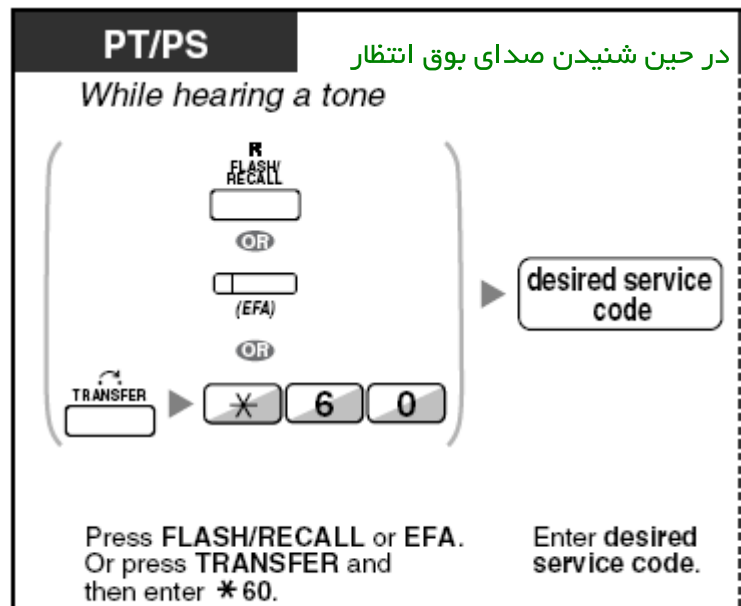 PT/PS
در حین شنیدن صدای بوق انتظار
While hearing a tone
R
FLASH/
RECALL
OR
(EFA)
OR
TRANSFER
* 6 0
desired service
code
Press FLASH/RECALL or EFA.
Or press TRANSFER and
then enter *60.
Enter desired
service code.